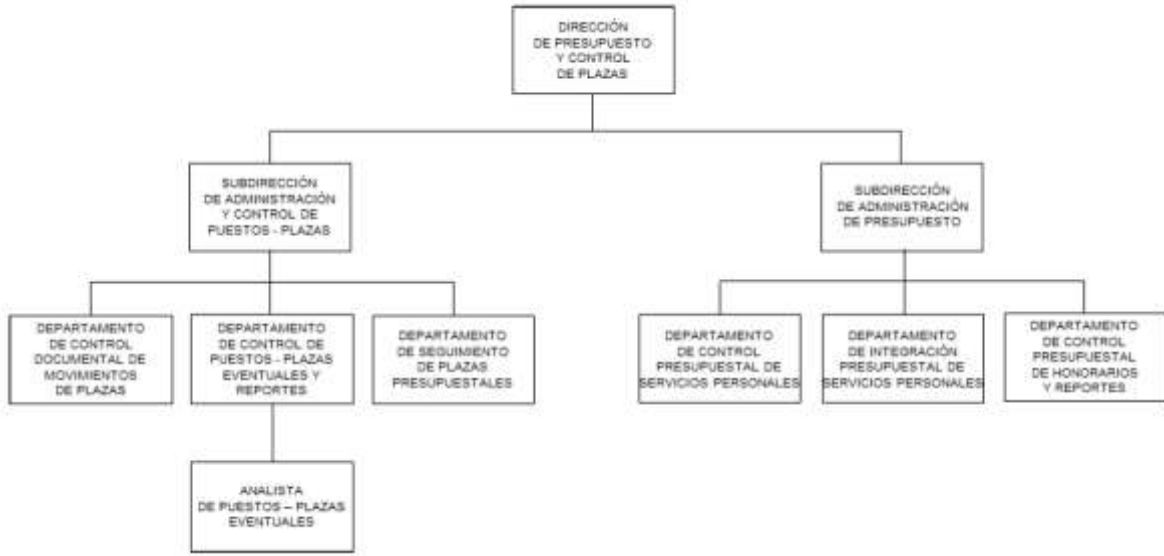 DIRECCIÓN
DE PRESUPUESTO
Y CONTROL
DE PLAZAS
SUBDIRECCIÓN
DE ADMINISTRACIÓN
Y CONTROL DE
PUESTOS - PLAZAS
SUBDIRECCIÓN
DE ADMINISTRACIÓN
DE PRESUPUESTO
DEPARTAMENTO
DE CONTROL
DOCUMENTAL DE
MOVIMIENTOS
DE PLAZAS
DEPARTAMENTO
DE CONTROL DE
PUESTOS - PLAZAS
EVENTUALES Y
REPORTES
DEPARTAMENTO
DE SEGUIMIENTO
DE PLAZAS
PRESUPUESTALES
DEPARTAMENTO
DE CONTROL
PRESUPUESTAL DE
SERVICIOS PERSONALES
DEPARTAMENTO
DE INTEGRACIÓN
PRESUPUESTAL DE
SERVICIOS PERSONALES
DEPARTAMENTO
DE CONTROL
PRESUPUESTAL
DE HONORARIOS
Y REPORTES
ANALISTA
DE PUESTOS – PLAZAS
EVENTUALES